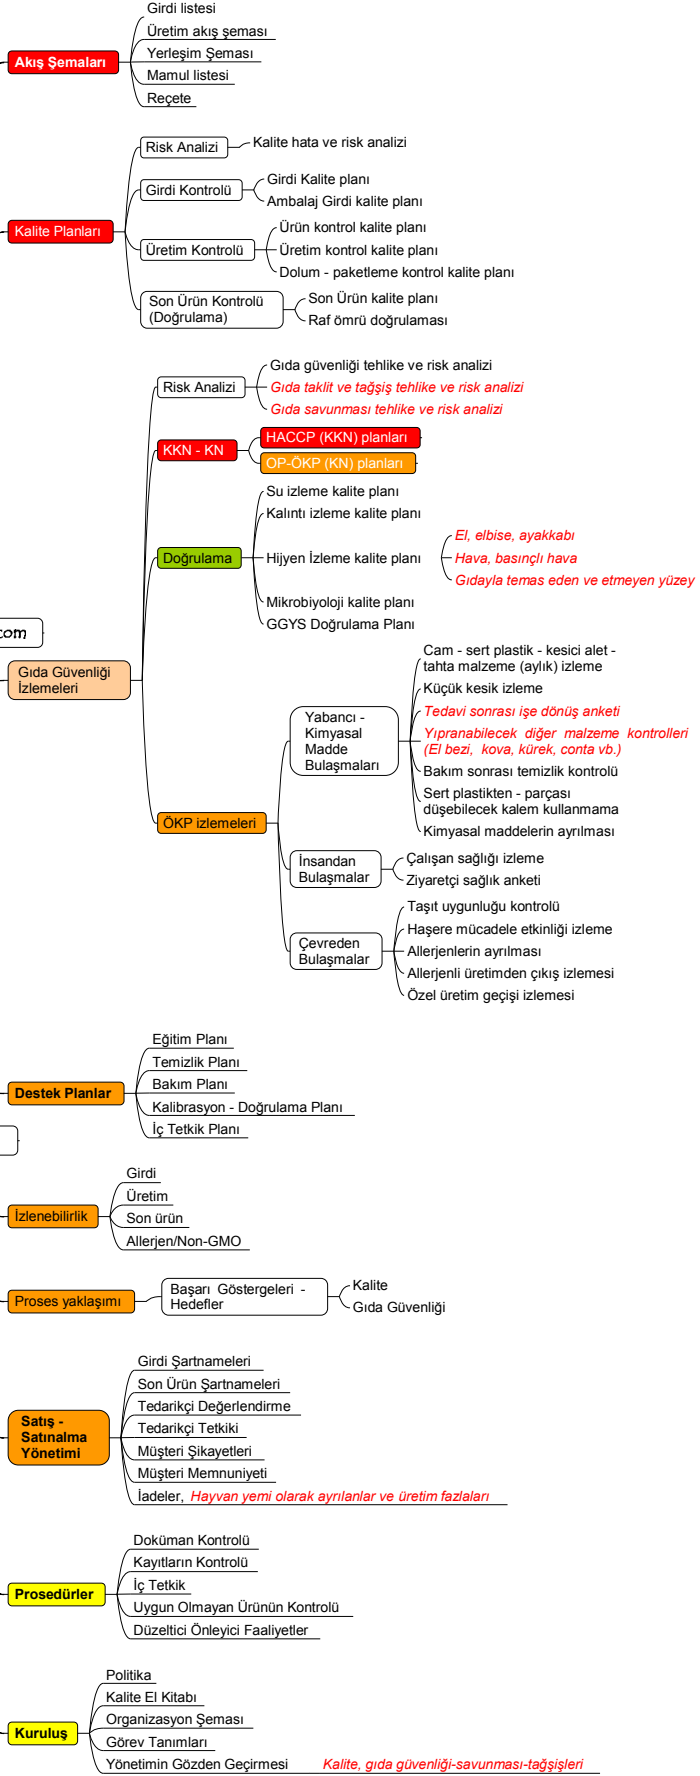 Girdi listesi
Üretim akış şeması
Akış Şemaları
Yerleşim Şeması
Mamul listesi
Reçete
Risk Analizi
Kalite hata ve risk analizi
Girdi Kontrolü
Girdi Kalite planı
Ambalaj Girdi kalite planı
Kalite Planları
Üretim Kontrolü
Ürün kontrol kalite planı
Üretim kontrol kalite planı
Dolum - paketleme kontrol kalite planı
Son Ürün Kontrolü
(Doğrulama)
Son Ürün kalite planı
Raf ömrü doğrulaması
Risk Analizi
Gıda güvenliği tehlike ve risk analizi
Gıda taklit ve tağşiş tehlike ve risk analizi
Gıda savunması tehlike ve risk analizi
KKN - KN
HACCP (KKN) planları
OP-ÖKP (KN) planları
Doğrulama
Su izleme kalite planı
Kalıntı izleme kalite planı
Hijyen İzleme kalite planı
El, elbise, ayakkabı
Hava, basınçlı hava
Gıdayla temas eden ve etmeyen yüzey
Mikrobiyoloji kalite planı
GGYS Doğrulama Planı
com
Gıda Güvenliği
İzlemeleri
Yabancı -
Kimyasal
Madde
Bulaşmaları
Cam - sert plastik - kesici alet -
tahta malzeme (aylık) izleme
Küçük kesik izleme
Tedavi sonrası işe dönüş anketi
Yıpranabilecek diğer malzeme kontrolleri
(El bezi, kova, kürek, conta vb.)
Bakım sonrası temizlik kontrolü
Sert plastikten - parçası
düşebilecek kalem kullanmama
Kimyasal maddelerin ayrılması
ÖKP izlemeleri
İnsandan
Bulaşmalar
Çalışan sağlığı izleme
Ziyaretçi sağlık anketi
Çevreden
Bulaşmalar
Taşıt uygunluğu kontrolü
Haşere mücadele etkinliği izleme
Allerjenlerin ayrılması
Allerjenli üretimden çıkış izlemesi
Özel üretim geçişi izlemesi
Destek Planlar
Eğitim Planı
Temizlik Planı
Bakım Planı
Kalibrasyon - Doğrulama Planı
İç Tetkik Planı
İzlenebilirlik
Girdi
Üretim
Son ürün
Allerjen/Non-GMO
Proses yaklaşımı
Başarı Göstergeleri -
Hedefler
Kalite
Gıda Güvenliği
Satış -
Satınalma
Yönetimi
Girdi Şartnameleri
Son Ürün Şartnameleri
Tedarikçi Değerlendirme
Tedarikçi Tetkiki
Müşteri Şikayetleri
Müşteri Memnuniyeti
İadeler, Hayvan yemi olarak ayrılanlar ve üretim fazlaları
Prosedürler
Doküman Kontrolü
Kayıtların Kontrolü
İç Tetkik
Uygun Olmayan Ürünün Kontrolü
Düzeltici Önleyici Faaliyetler
Kuruluş
Politika
Kalite El Kitabı
Organizasyon Şeması
Görev Tanımları
Yönetimin Gözden Geçirmesi Kalite, gıda güvenliği-savunması-tağşişleri